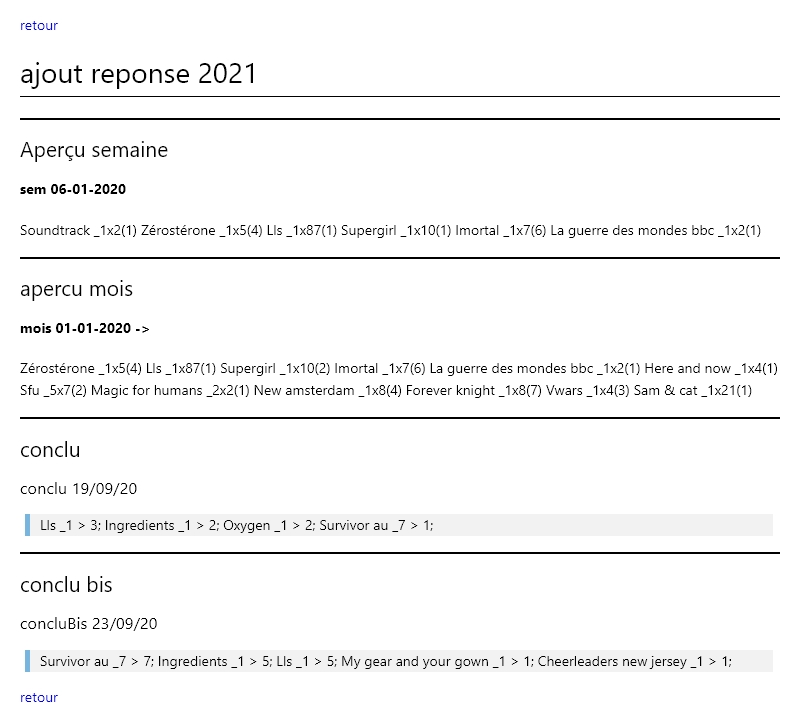 retour
ajout reponse 2021
Aperçu semaine
sem 06-01-2020
Soundtrack _1x2(1) Zérostérone _1x5(4) Lls _1x87(1) Supergirl _1x10(1) Imortal _1x7(6) La guerre des mondes bbc _1x2(1)
apercu mois
mois 01-01-2020 ->
Zérostérone _1x5(4) Lls _1x87(1) Supergirl _1x10(2) Imortal _1x7(6) La guerre des mondes bbc _1x2(1) Here and now _1x4(1)
Sfu _5x7(2) Magic for humans _2x2(1) New amsterdam _1x8(4) Forever knight _1x8(7) Vwars _1x4(3) Sam & cat _1x21(1)
conclu
conclu 19/09/20
Lls _1 > 3; Ingredients _1 > 2; Oxygen _1 > 2; Survivor au _7 > 1;
conclu bis
concluBis 23/09/20
Survivor au _7 > 7; Ingredients _1 > 5; Lls _1 > 5; My gear and your gown _1 > 1; Cheerleaders new jersey _1 > 1;
retour